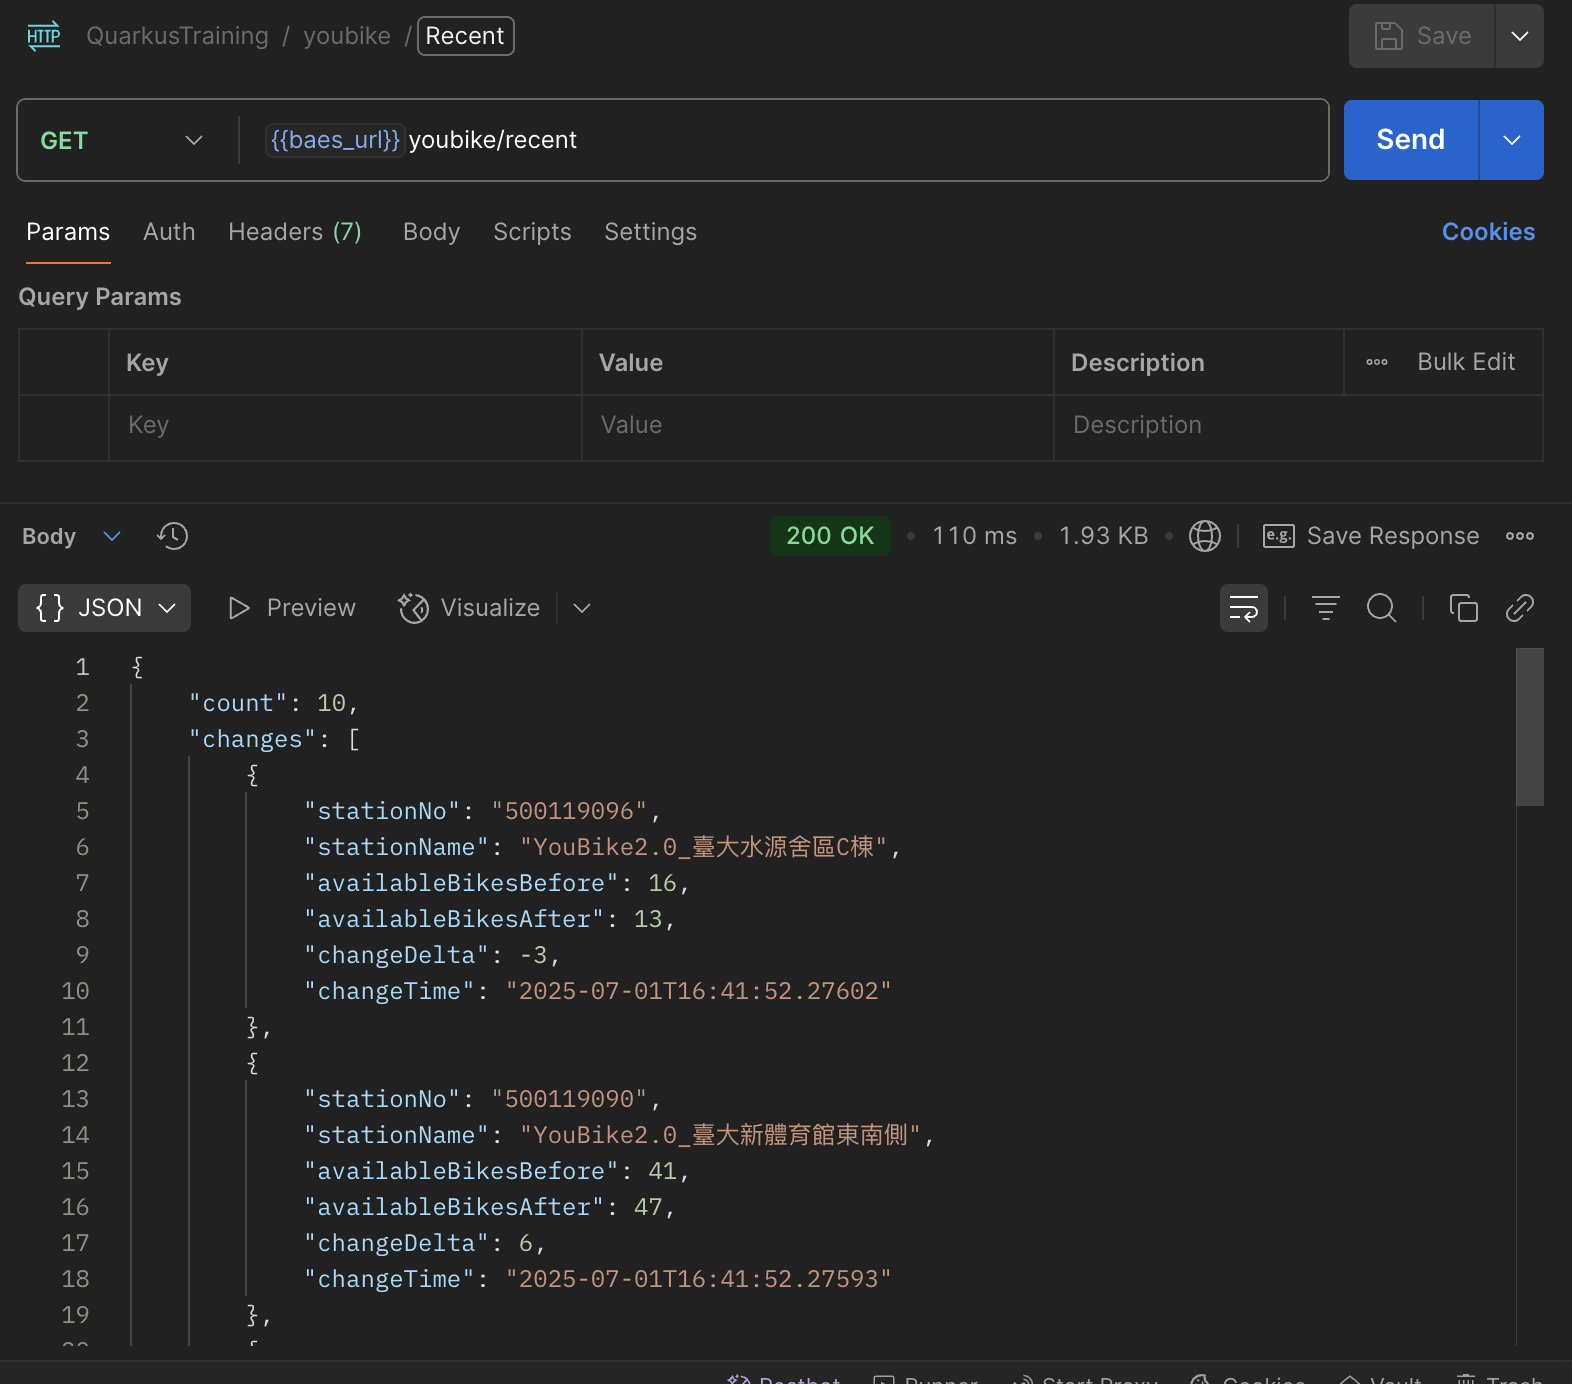 HTTP QuarkusTraining / youbike / Recent Save
GET {{baes_url}} youbike/recent Send
Params Auth Headers (7) Body Scripts Settings Cookies
Query Params
Key Value Description Bulk Edit
Key Value Description
Body 200 OK • 110 ms • 1.93 KB • e.g. Save Response
{} JSON Preview Visualize
1 {
2 "count": 10,
3 "changes": [
4 {
5 "stationNo": "500119096",
6 "stationName": "YouBike2.0_臺大水源舍區C棟",
7 "availableBikesBefore": 16,
8 "availableBikesAfter": 13,
9 "changeDelta": -3,
10 "changeTime": "2025-07-01T16:41:52.27602"
11 },
12 {
13 "stationNo": "500119090",
14 "stationName": "YouBike2.0_臺大新體育館東南側",
15 "availableBikesBefore": 41,
16 "availableBikesAfter": 47,
17 "changeDelta": 6,
18 "changeTime": "2025-07-01T16:41:52.27593"
19 },
Postbot Runner Start Proxy Cookies Vault Trash